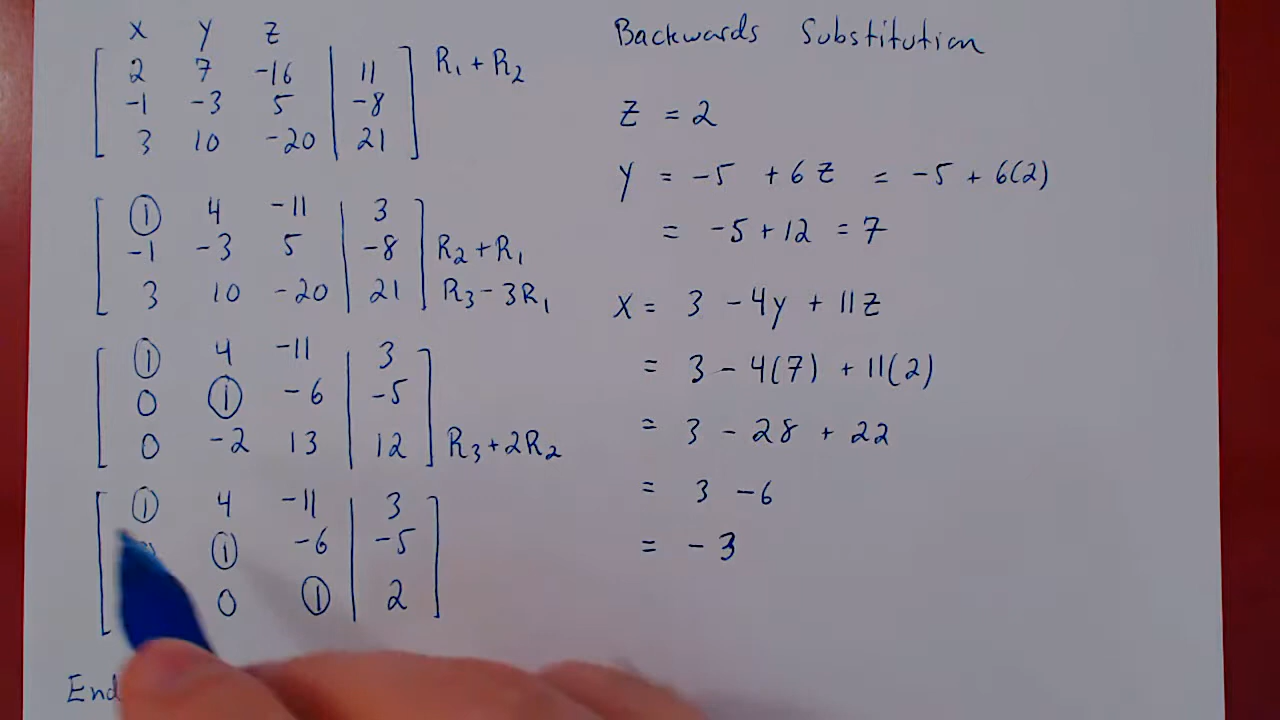 X Y Z
2 7 -16 11 R₁ + R₂
-1 -3 5 -8
3 10 -20 21
1 4 -11 3
-1 -3 5 -8 R₂ + R₁
3 10 -20 21 R₃ - 3R₁
1 4 -11 3
0 1 -6 -5
0 -2 13 12 R₃ + 2R₂
1 4 -11 3
1 -6 -5
0 1 2
End
Backwards Substitution
Z = 2
Y = -5 + 6Z = -5 + 6(2)
= -5 + 12 = 7
X = 3 - 4y + 11Z
= 3 - 4(7) + 11(2)
= 3 - 28 + 22
= 3 - 6
= -3